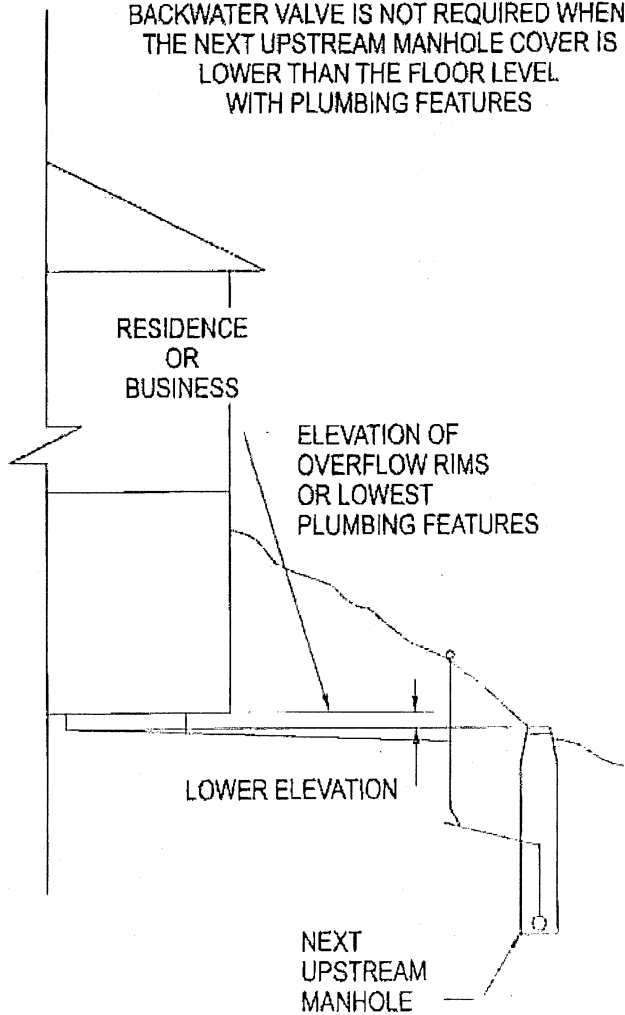 BACKWATER VALVE IS NOT REQUIRED WHEN
THE NEXT UPSTREAM MANHOLE COVER IS
LOWER THAN THE FLOOR LEVEL
WITH PLUMBING FEATURES
RESIDENCE
OR
BUSINESS
ELEVATION OF
OVERFLOW RIMS
OR LOWEST
PLUMBING FEATURES
LOWER ELEVATION
NEXT
UPSTREAM
MANHOLE